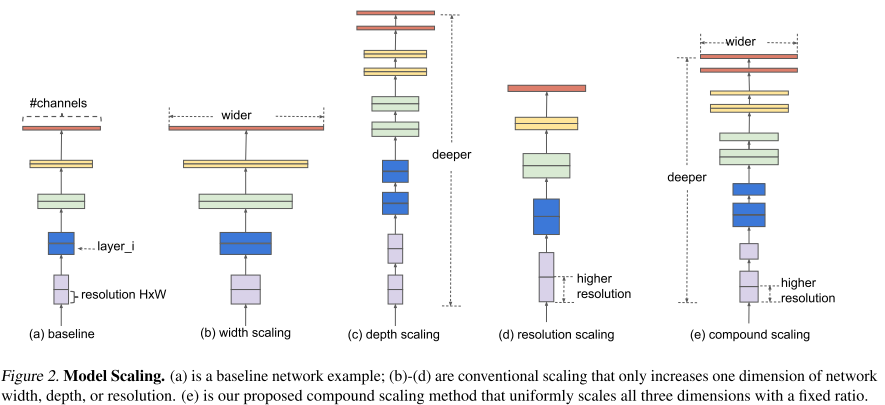 #channels
layer_i
resolution HxW
(a) baseline
wider
(b) width scaling
deeper
(c) depth scaling
higher
resolution
(d) resolution scaling
wider
deeper
higher
resolution
(e) compound scaling
Figure 2. Model Scaling. (a) is a baseline network example; (b)-(d) are conventional scaling that only increases one dimension of network
width, depth, or resolution. (e) is our proposed compound scaling method that uniformly scales all three dimensions with a fixed ratio.